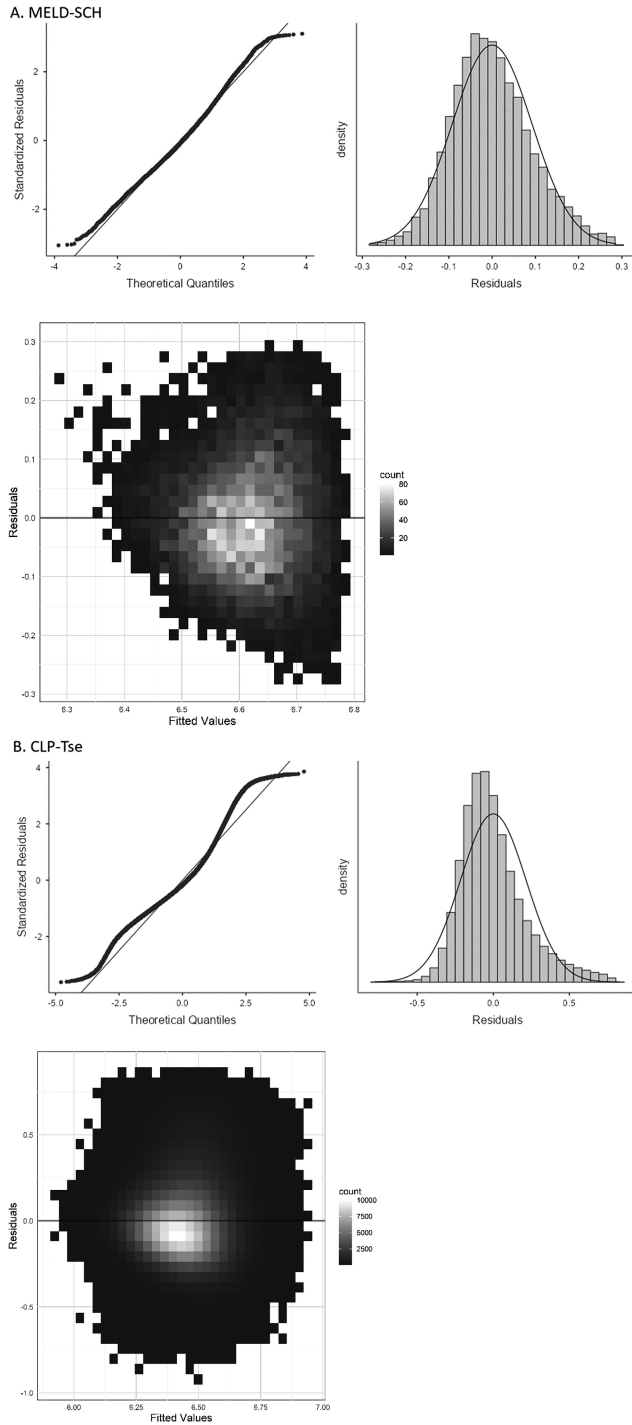 A. MELD-SCH
Standardized Residuals
2
0
-2
-4 -2 0 2 4
Theoretical Quantiles
density
-0.3 -0.2 -0.1 0.0 0.1 0.2 0.3
Residuals
Residuals
0.3
0.2
0.1
0.0
-0.1
-0.2
-0.3
6.3 6.4 6.5 6.6 6.7 6.8
Fitted Values
count
80
60
40
20
B. CLP-Tse
Standardized Residuals
4
2
0
-2
-5.0 -2.5 0.0 2.5 5.0
Theoretical Quantiles
density
-0.5 0.0 0.5
Residuals
Residuals
0.5
0.0
-0.5
-1.0
6.00 6.25 6.50 6.75 7.00
Fitted Values
count
10000
7500
5000
2500